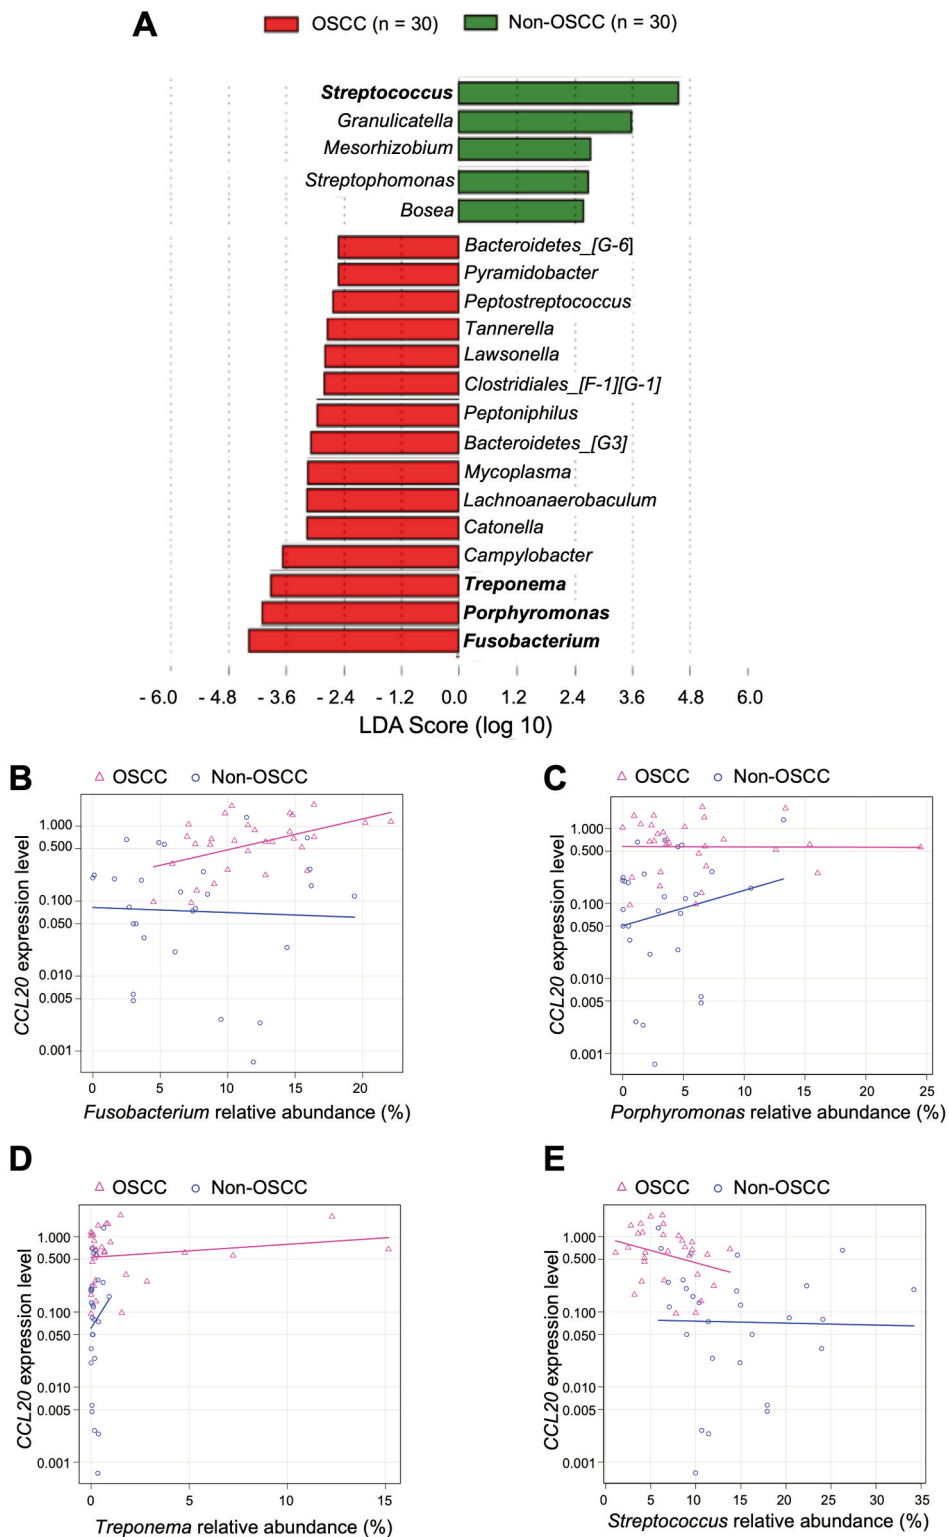 A
OSCC (n = 30) Non-OSCC (n = 30)
Streptococcus
Granulicatella
Mesorhizobium
Streptophomonas
Bosea
Bacteroidetes_[G-6]
Pyramidobacter
Peptostreptococcus
Tannerella
Lawsonella
Clostridiales_[F-1][G-1]
Peptoniphilus
Bacteroidetes_[G3]
Mycoplasma
Lachnoanaerobaculum
Catonella
Campylobacter
Treponema
Porphyromonas
Fusobacterium
- 6.0 - 4.8 - 3.6 - 2.4 - 1.2 0.0 1.2 2.4 3.6 4.8 6.0
LDA Score (log 10)
B
OSCC Non-OSCC
CCL20 expression level
1.000
0.500
0.100
0.050
0.010
0.005
0.001
0 5 10 15 20
Fusobacterium relative abundance (%)
C
OSCC Non-OSCC
CCL20 expression level
1.000
0.500
0.100
0.050
0.010
0.005
0.001
0 5 10 15 20 25
Porphyromonas relative abundance (%)
D
OSCC Non-OSCC
CCL20 expression level
1.000
0.500
0.100
0.050
0.010
0.005
0.001
0 5 10 15
Treponema relative abundance (%)
E
OSCC Non-OSCC
CCL20 expression level
1.000
0.500
0.100
0.050
0.010
0.005
0.001
0 5 10 15 20 25 30 35
Streptococcus relative abundance (%)